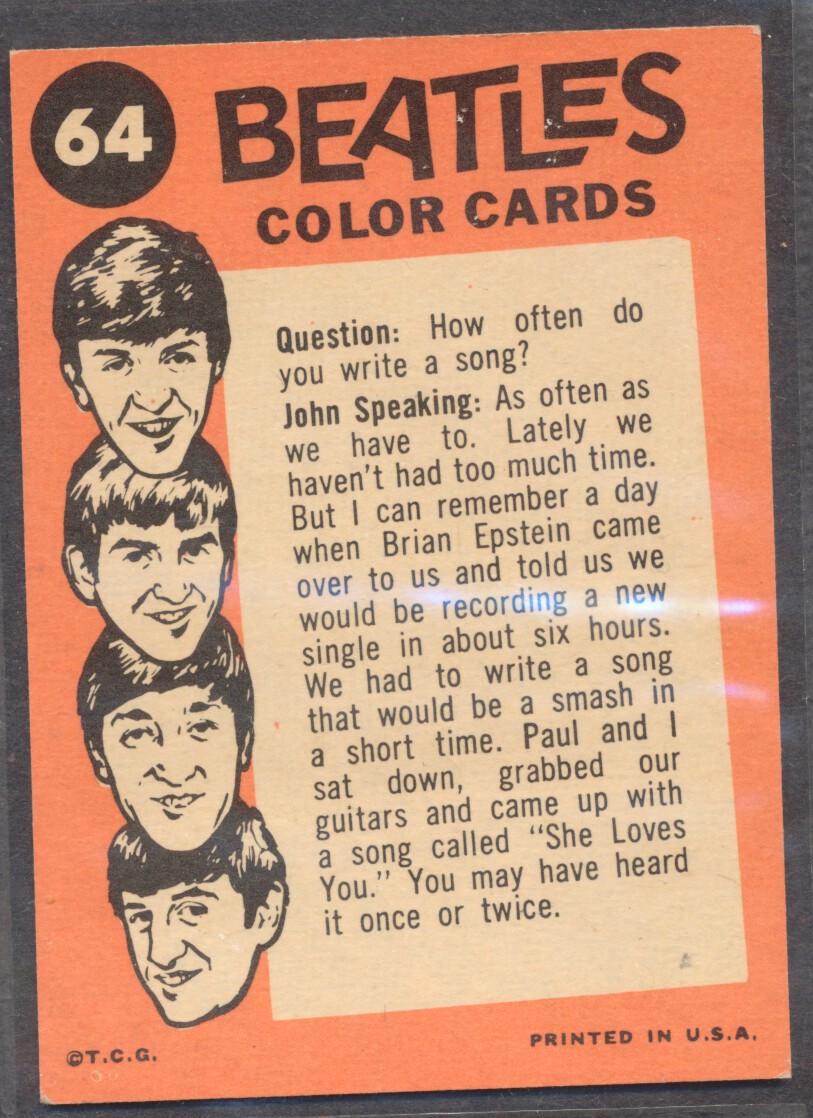 64
BEATLES
COLOR CARDS
Question: How often do
you write a song?
John Speaking: As often as
we have to. Lately we
haven't had too much time.
But I can remember a day
when Brian Epstein came
over to us and told us we
would be recording a new
single in about six hours.
We had to write a song
that would be a smash in
a short time. Paul and I
sat down, grabbed our
guitars and came up with
a song called "She Loves
You." You may have heard
it once or twice.
©T.C.G.
PRINTED IN U.S.A.